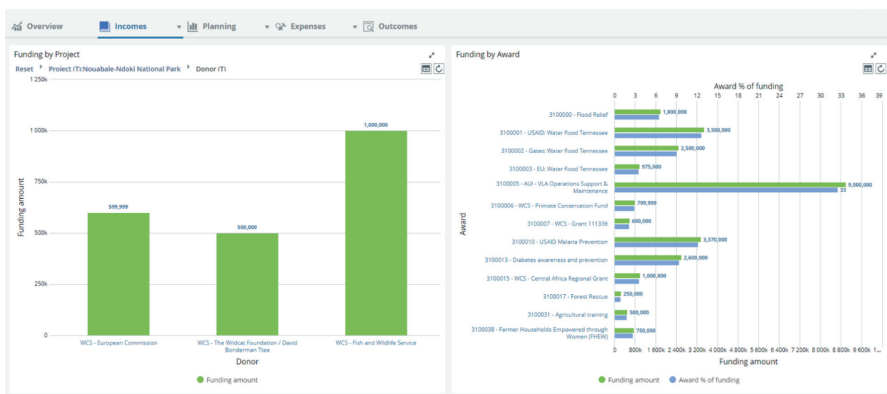 Overview
Incomes
Planning
Expenses
Outcomes
Funding by Project
Reset
Project (T):Nouabale-Ndoki National Park
Donor (T)
1 250k
1 000k
750k
500k
250k
0
Funding amount
599,999
500,000
1,000,000
WCS - European Commission
WCS - The Wildcat Foundation / David
Bonderman Ttee
WCS - Fish and Wildlife Service
Donor
Funding amount
Funding by Award
Award % of funding
0 3 6 9 12 15 18 21 24 27 30 33 36 39
Award
3100000 - Flood Relief
1,800,000
3100001 - USAID: Water flood Tennessee
3,500,000
3100002 - Gates: Water flood Tennessee
2,500,000
3100003 - EU: Water flood Tennessee
975,000
3100005 - AUI - VLA Operations Support &
Maintenance
9,000,000
33
3100006 - WCS - Primate Conservation Fund
799,999
3100007 - WCS - Grant 111336
600,000
3100010 - USAID Malaria Prevention
3,370,000
3100013 - Diabetes awareness and prevention
2,600,000
3100015 - WCS - Central Africa Regional Grant
1,000,000
3100017 - Forest Rescue
250,000
3100031 - Agricultural training
500,000
3100038 - Farmer Households Empowered through
Women (FHEW)
750,000
0 800k 1 600k 2 400k 3 200k 4 000k 4 800k 5 600k 6 400k 7 200k 8 000k 8 800k 9 600k 1...
Funding amount
Funding amount
Award % of funding